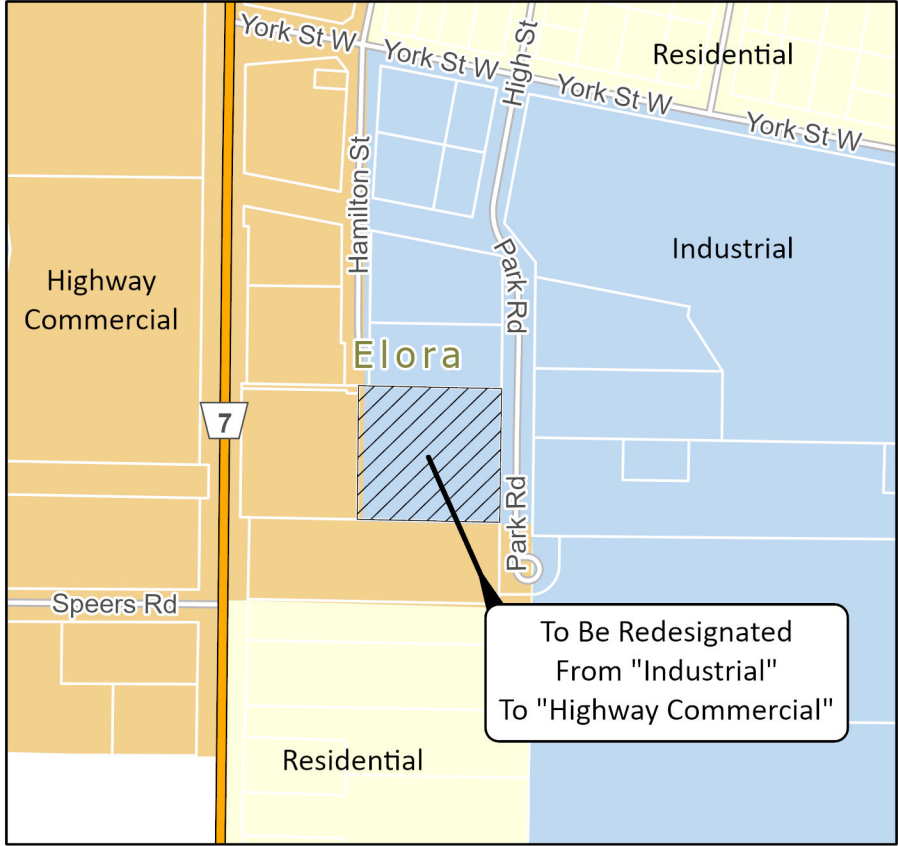 York St W
York St W
York St W
York St W
High St
Residential
Hamilton St
Park Rd
Industrial
Highway
Commercial
Elora
7
Park Rd
Speers Rd
To Be Redesignated
From "Industrial"
To "Highway Commercial"
Residential